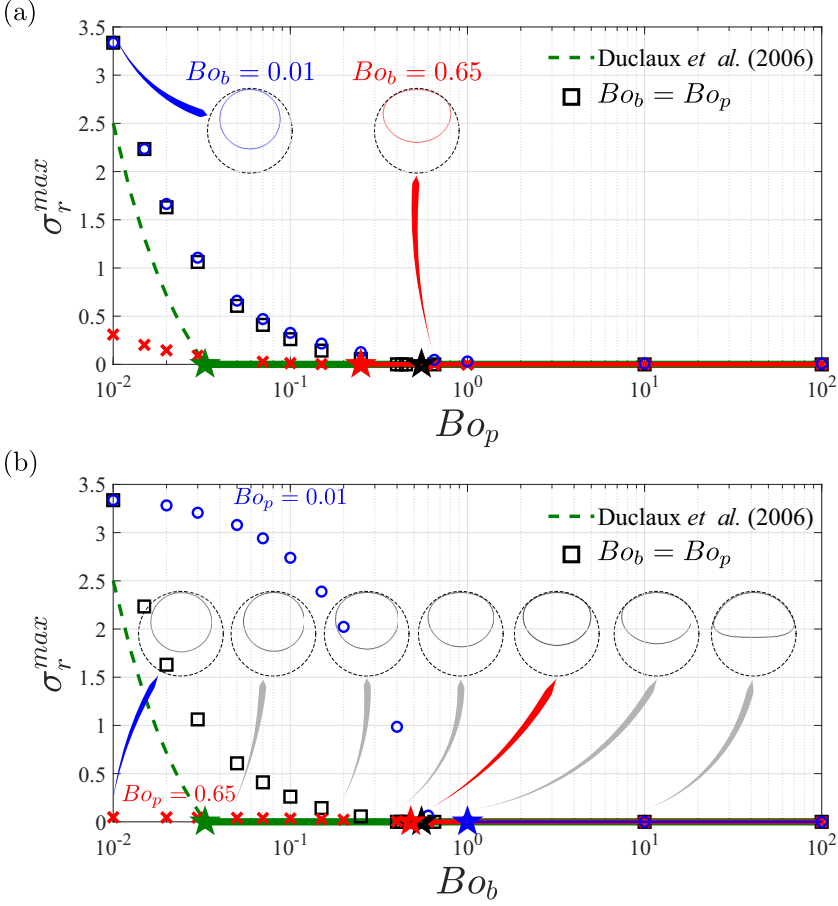 (a)
3.5
3
2.5
2
1.5
1
0.5
0
σ_r^{max}
Bo_b = 0.01
Bo_b = 0.65
Duclaux et al. (2006)
Bo_b = Bo_p
10^{-2}
10^{-1}
10^0
10^1
10^2
Bo_p
(b)
3.5
3
2.5
2
1.5
1
0.5
0
σ_r^{max}
Bo_p = 0.01
Duclaux et al. (2006)
Bo_b = Bo_p
Bo_p = 0.65
10^{-2}
10^{-1}
10^0
10^1
10^2
Bo_b